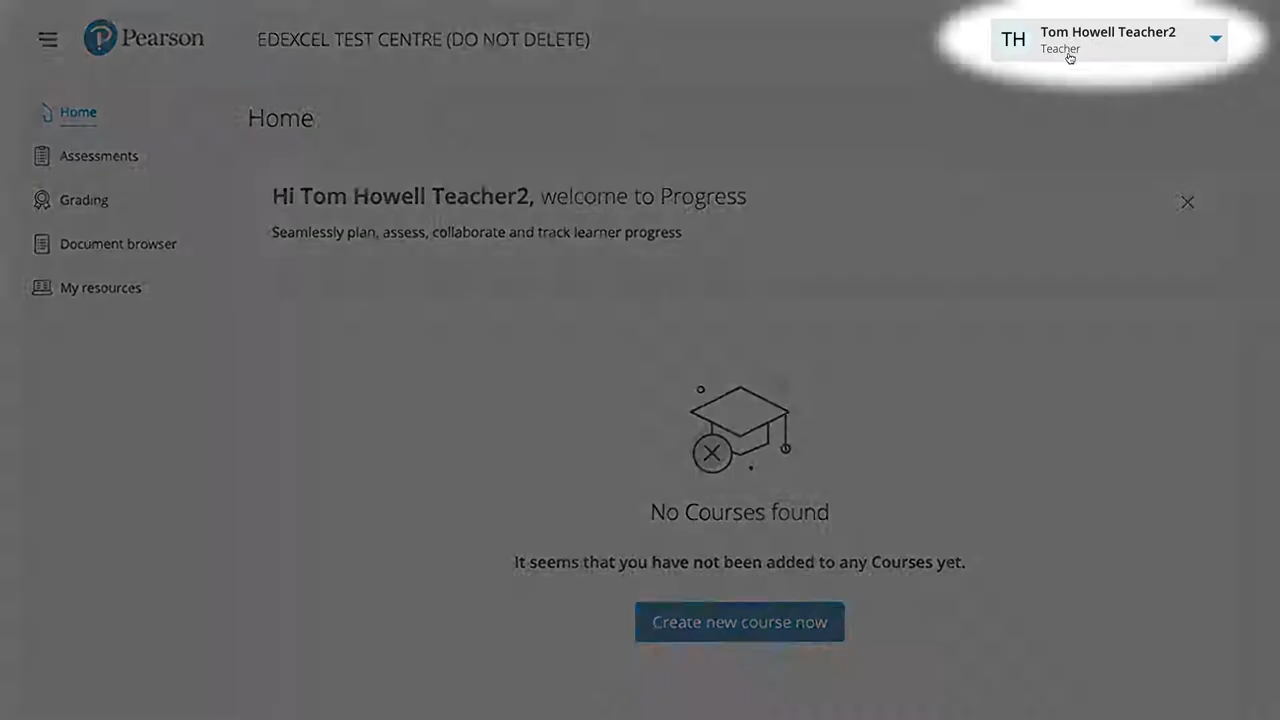 Pearson
EDEXCEL TEST CENTRE (DO NOT DELETE)
TH
Tom Howell Teacher2
Teacher
Home
Assessments
Grading
Document browser
My resources
Home
Hi Tom Howell Teacher2, welcome to Progress
Seamlessly plan, assess, collaborate and track learner progress
No Courses found
It seems that you have not been added to any Courses yet.
Create new course now